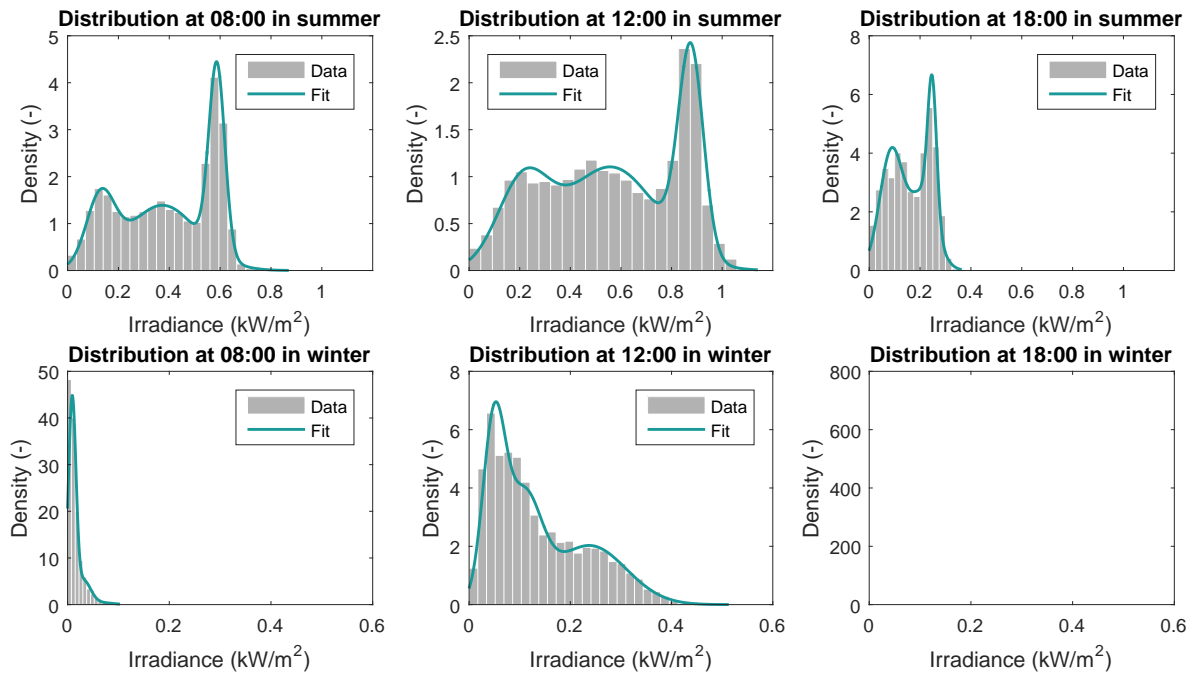 Distribution at 08:00 in summer
5
4
3
2
1
0
Density (-)
Data
Fit
0 0.2 0.4 0.6 0.8 1
Irradiance (kW/m²)
Distribution at 12:00 in summer
2.5
2
1.5
1
0.5
0
Density (-)
Data
Fit
0 0.2 0.4 0.6 0.8 1
Irradiance (kW/m²)
Distribution at 18:00 in summer
8
6
4
2
0
Density (-)
Data
Fit
0 0.2 0.4 0.6 0.8 1
Irradiance (kW/m²)
Distribution at 08:00 in winter
50
40
30
20
10
0
Density (-)
Data
Fit
0 0.2 0.4 0.6
Irradiance (kW/m²)
Distribution at 12:00 in winter
8
6
4
2
0
Density (-)
Data
Fit
0 0.2 0.4 0.6
Irradiance (kW/m²)
Distribution at 18:00 in winter
800
600
400
200
0
Density (-)
0 0.2 0.4 0.6
Irradiance (kW/m²)